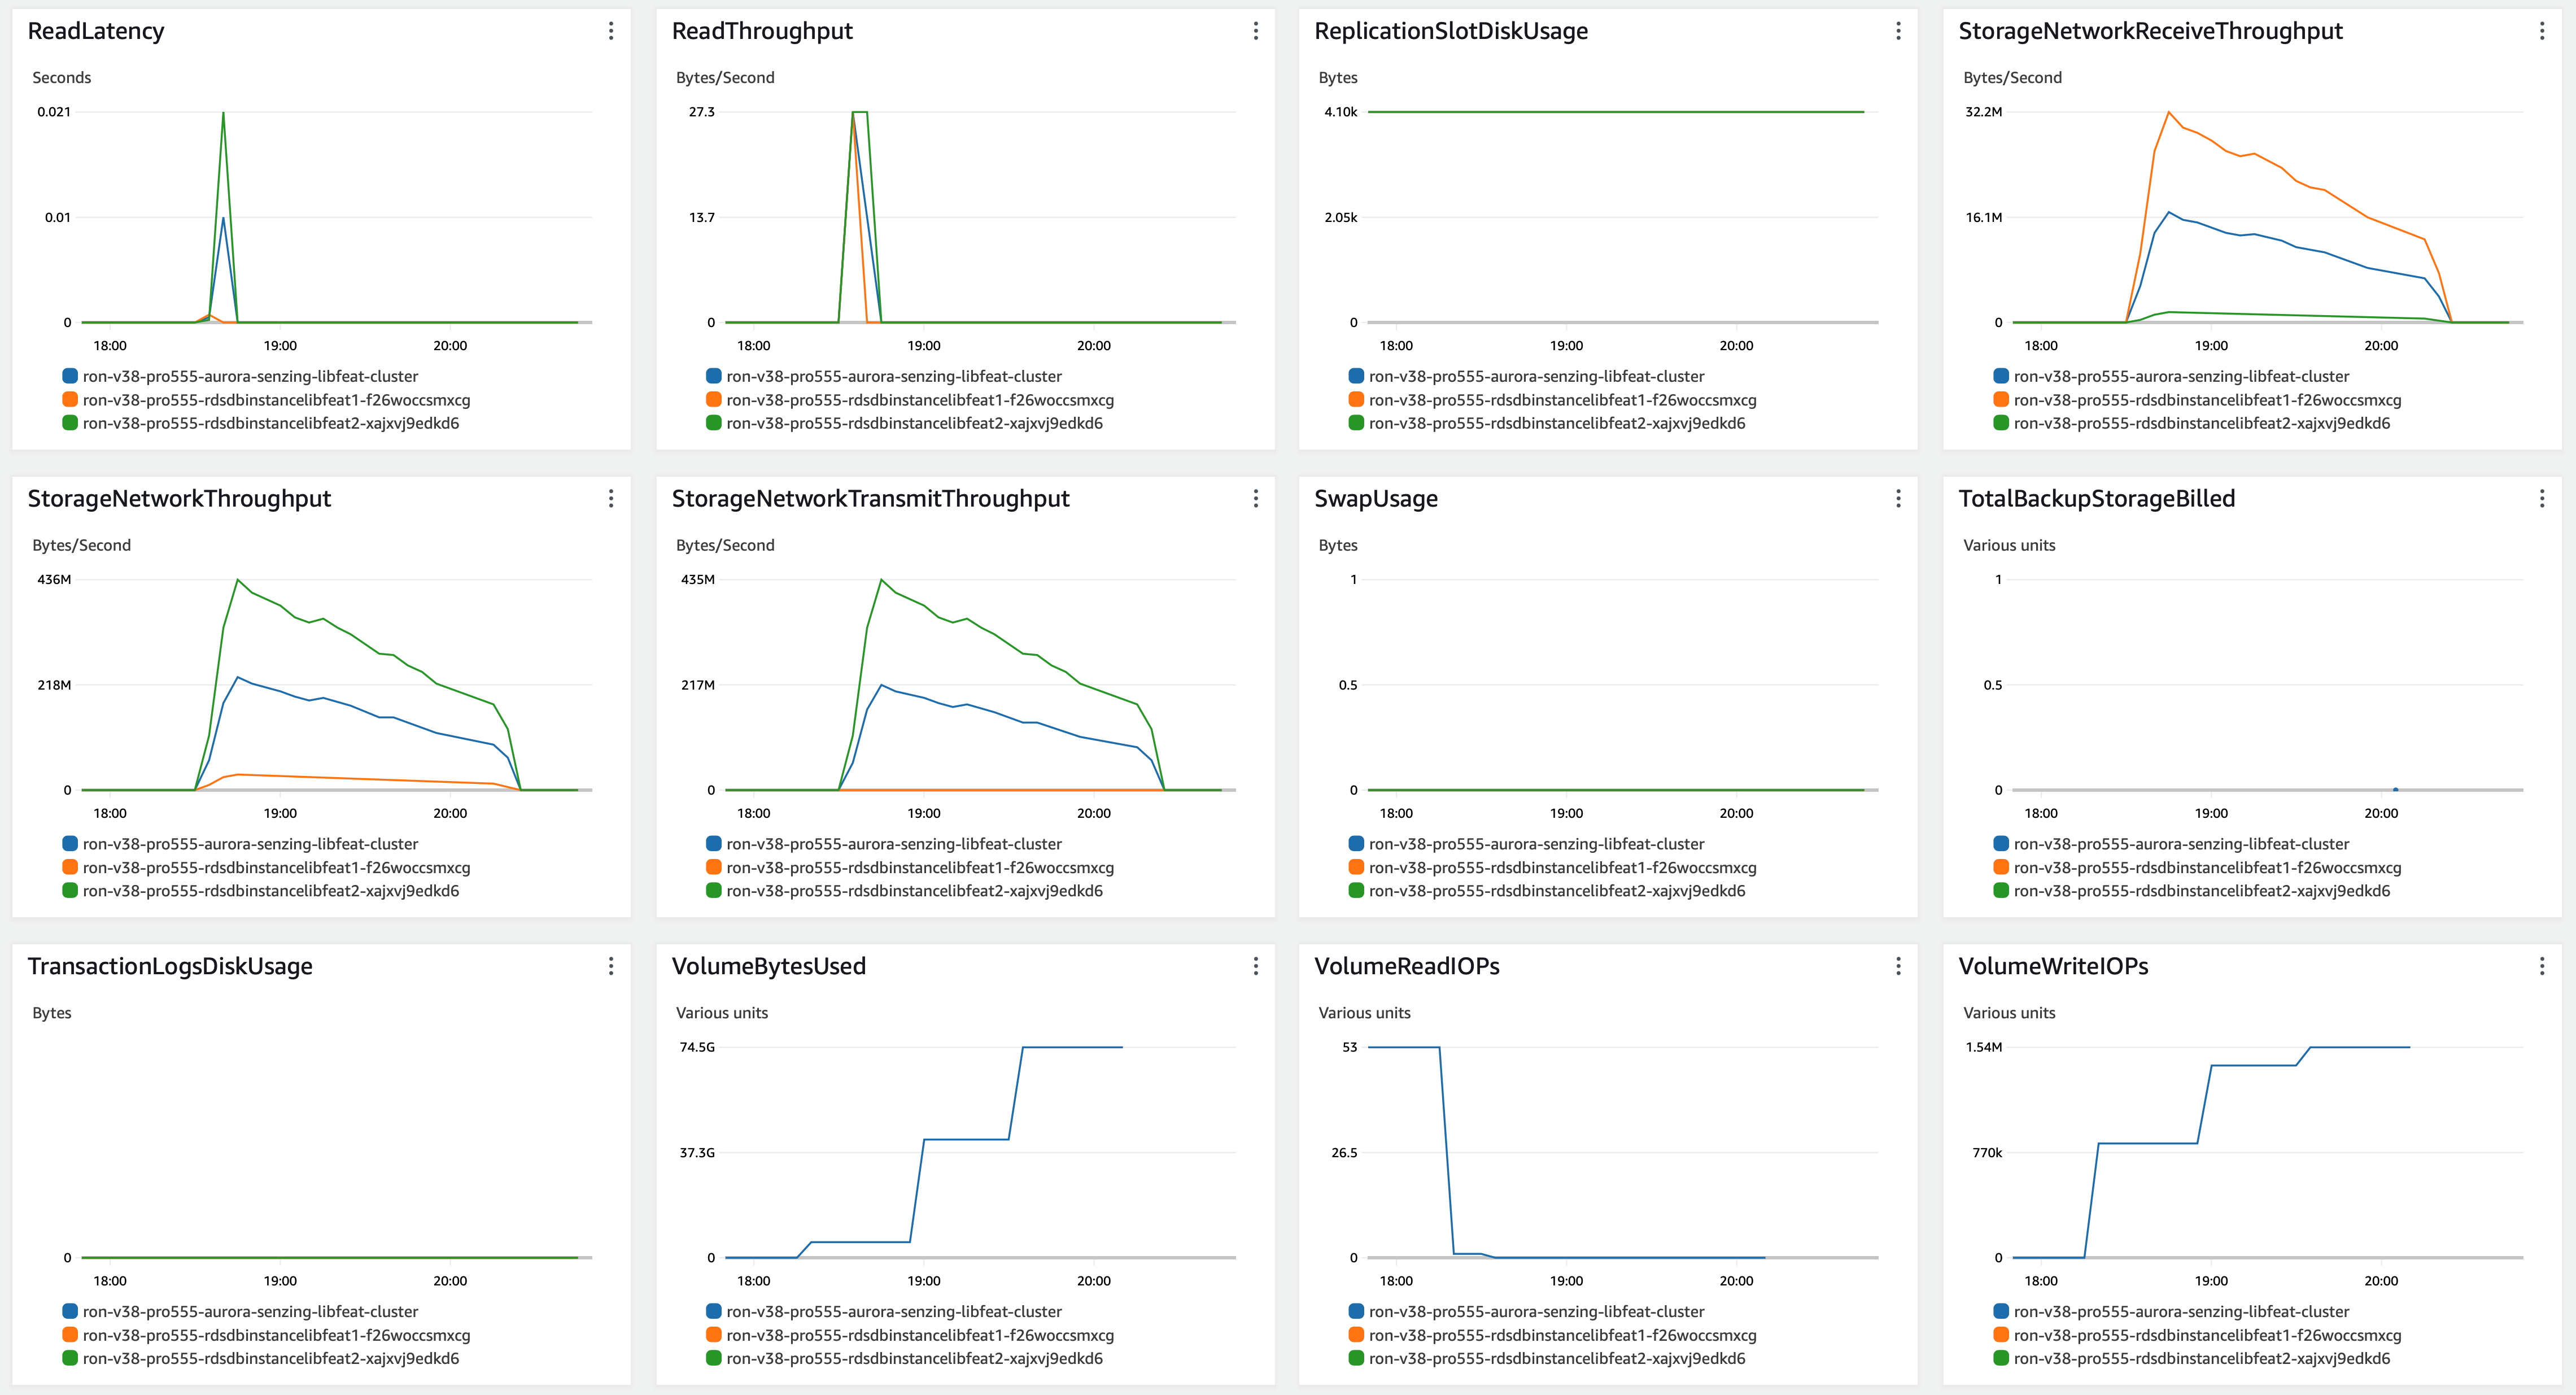 ReadLatency
Seconds
0.021
0.01
0
18:00
19:00
20:00
ron-v38-pro555-aurora-senzing-libfeat-cluster
ron-v38-pro555-rdsdbinstancelibfeat1-f26woccsmxcg
ron-v38-pro555-rdsdbinstancelibfeat2-xajxvj9edkd6
ReadThroughput
Bytes/Second
27.3
13.7
0
18:00
19:00
20:00
ron-v38-pro555-aurora-senzing-libfeat-cluster
ron-v38-pro555-rdsdbinstancelibfeat1-f26woccsmxcg
ron-v38-pro555-rdsdbinstancelibfeat2-xajxvj9edkd6
ReplicationSlotDiskUsage
Bytes
4.10k
2.05k
0
18:00
19:00
20:00
ron-v38-pro555-aurora-senzing-libfeat-cluster
ron-v38-pro555-rdsdbinstancelibfeat1-f26woccsmxcg
ron-v38-pro555-rdsdbinstancelibfeat2-xajxvj9edkd6
StorageNetworkReceiveThroughput
Bytes/Second
32.2M
16.1M
0
18:00
19:00
20:00
ron-v38-pro555-aurora-senzing-libfeat-cluster
ron-v38-pro555-rdsdbinstancelibfeat1-f26woccsmxcg
ron-v38-pro555-rdsdbinstancelibfeat2-xajxvj9edkd6
StorageNetworkThroughput
Bytes/Second
436M
218M
0
18:00
19:00
20:00
ron-v38-pro555-aurora-senzing-libfeat-cluster
ron-v38-pro555-rdsdbinstancelibfeat1-f26woccsmxcg
ron-v38-pro555-rdsdbinstancelibfeat2-xajxvj9edkd6
StorageNetworkTransmitThroughput
Bytes/Second
435M
217M
0
18:00
19:00
20:00
ron-v38-pro555-aurora-senzing-libfeat-cluster
ron-v38-pro555-rdsdbinstancelibfeat1-f26woccsmxcg
ron-v38-pro555-rdsdbinstancelibfeat2-xajxvj9edkd6
SwapUsage
Bytes
1
0.5
0
18:00
19:00
20:00
ron-v38-pro555-aurora-senzing-libfeat-cluster
ron-v38-pro555-rdsdbinstancelibfeat1-f26woccsmxcg
ron-v38-pro555-rdsdbinstancelibfeat2-xajxvj9edkd6
TotalBackupStorageBilled
Various units
1
0.5
0
18:00
19:00
20:00
ron-v38-pro555-aurora-senzing-libfeat-cluster
ron-v38-pro555-rdsdbinstancelibfeat1-f26woccsmxcg
ron-v38-pro555-rdsdbinstancelibfeat2-xajxvj9edkd6
TransactionLogsDiskUsage
Bytes
0
18:00
19:00
20:00
ron-v38-pro555-aurora-senzing-libfeat-cluster
ron-v38-pro555-rdsdbinstancelibfeat1-f26woccsmxcg
ron-v38-pro555-rdsdbinstancelibfeat2-xajxvj9edkd6
VolumeBytesUsed
Various units
74.5G
37.3G
0
18:00
19:00
20:00
ron-v38-pro555-aurora-senzing-libfeat-cluster
ron-v38-pro555-rdsdbinstancelibfeat1-f26woccsmxcg
ron-v38-pro555-rdsdbinstancelibfeat2-xajxvj9edkd6
VolumeReadIOPs
Various units
53
26.5
0
18:00
19:00
20:00
ron-v38-pro555-aurora-senzing-libfeat-cluster
ron-v38-pro555-rdsdbinstancelibfeat1-f26woccsmxcg
ron-v38-pro555-rdsdbinstancelibfeat2-xajxvj9edkd6
VolumeWriteIOPs
Various units
1.54M
770k
0
18:00
19:00
20:00
ron-v38-pro555-aurora-senzing-libfeat-cluster
ron-v38-pro555-rdsdbinstancelibfeat1-f26woccsmxcg
ron-v38-pro555-rdsdbinstancelibfeat2-xajxvj9edkd6